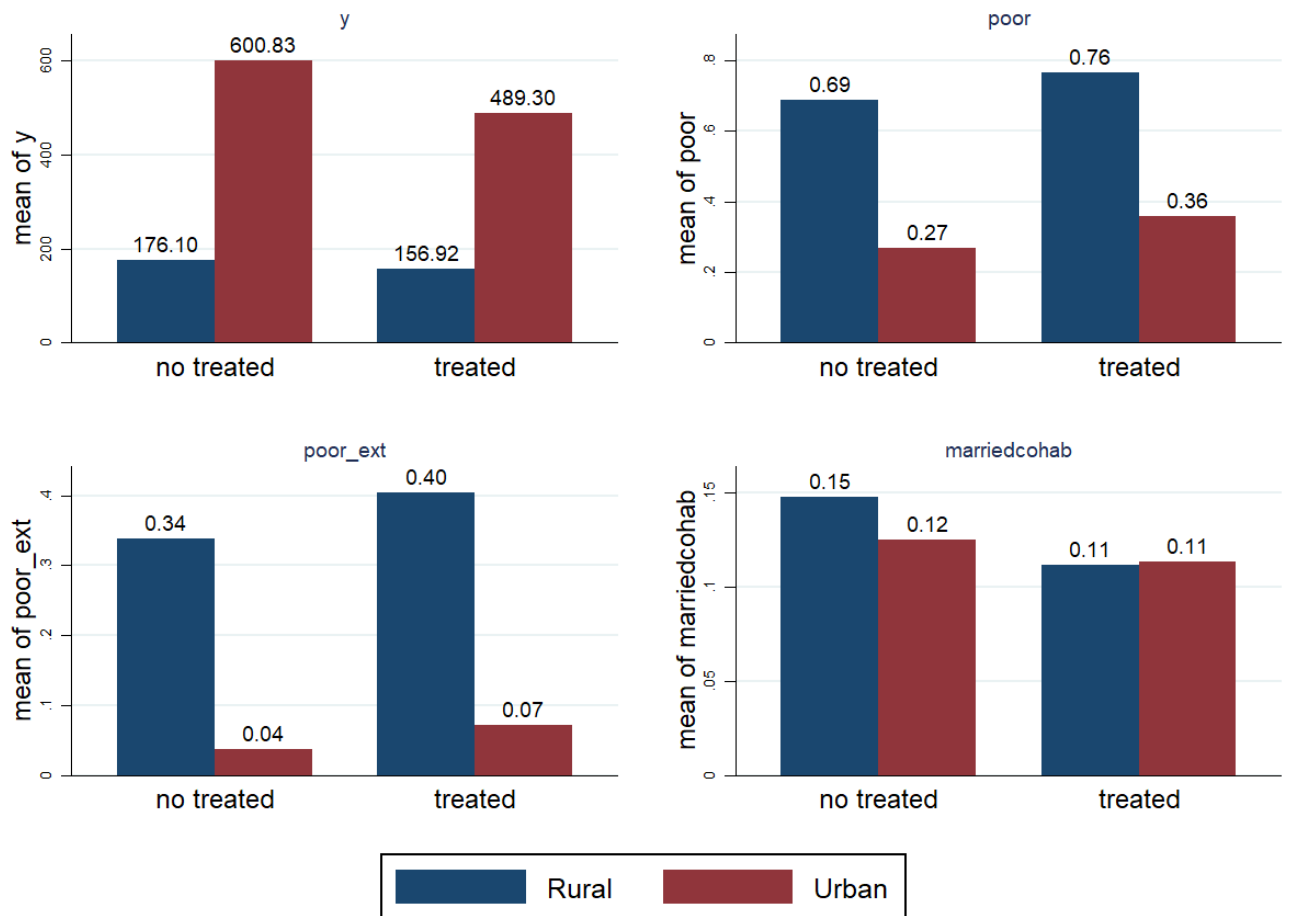 y
mean of y
600
400
200
0
600.83
489.30
176.10
156.92
no treated
treated
poor
mean of poor
.8
.6
.4
.2
0
0.69
0.27
0.76
0.36
no treated
treated
poor_ext
mean of poor_ext
.4
.3
.2
.1
0
0.34
0.04
0.40
0.07
no treated
treated
marriedcohab
mean of marriedcohab
.15
.1
.05
0
0.15
0.12
0.11
0.11
no treated
treated
Rural
Urban